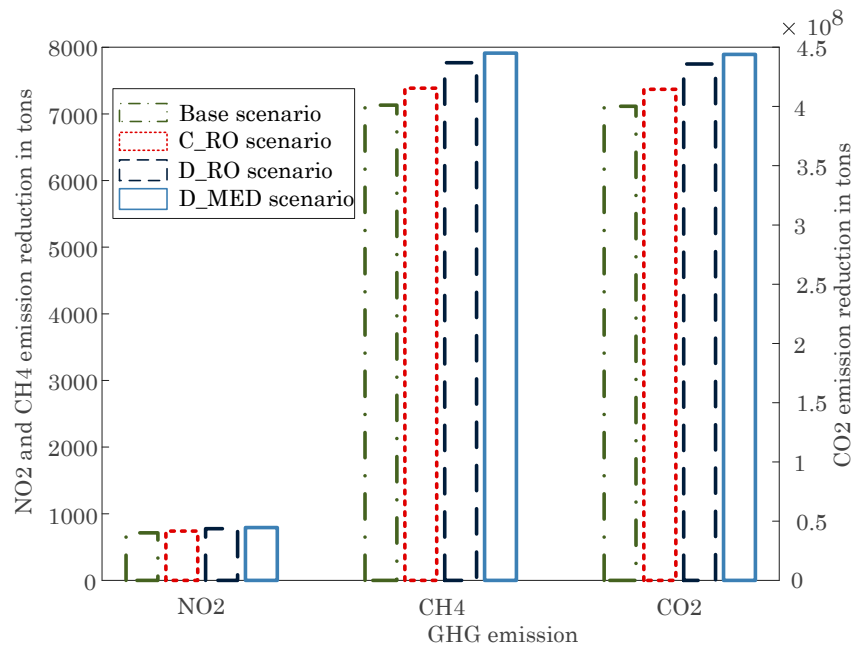 × 10^8
8000
7000
6000
5000
4000
3000
2000
1000
0
NO2 and CH4 emission reduction in tons
Base scenario
C_RO scenario
D_RO scenario
D_MED scenario
4.5
4
3.5
3
2.5
2
1.5
1
0.5
0
CO2 emission reduction in tons
NO2 CH4 CO2
GHG emission